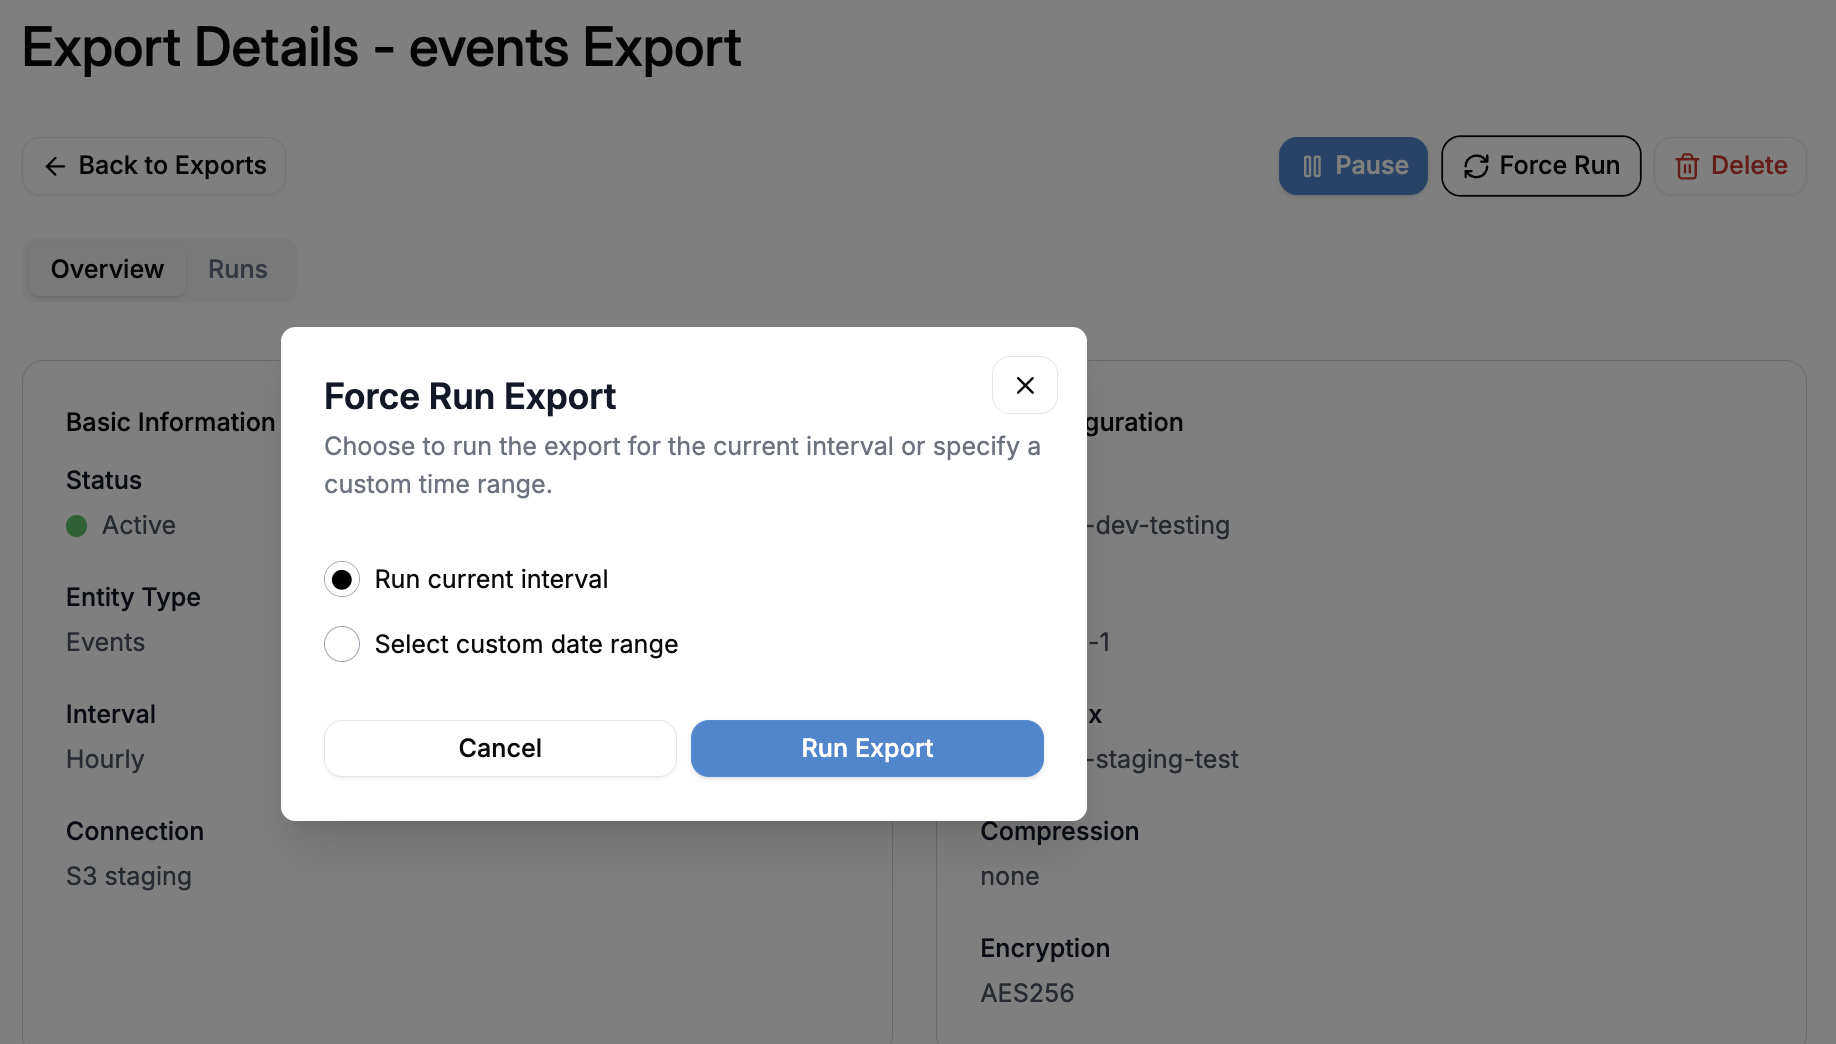 Export Details - events Export
Back to Exports
Pause
Force Run
Delete
Overview
Runs
Force Run Export
Choose to run the export for the current interval or specify a
custom time range.
Run current interval
Select custom date range
Cancel
Run Export
Basic Information
Status
Active
Entity Type
Events
Interval
Hourly
Connection
S3 staging
guration
-dev-testing
-1
x
-staging-test
Compression
none
Encryption
AES256